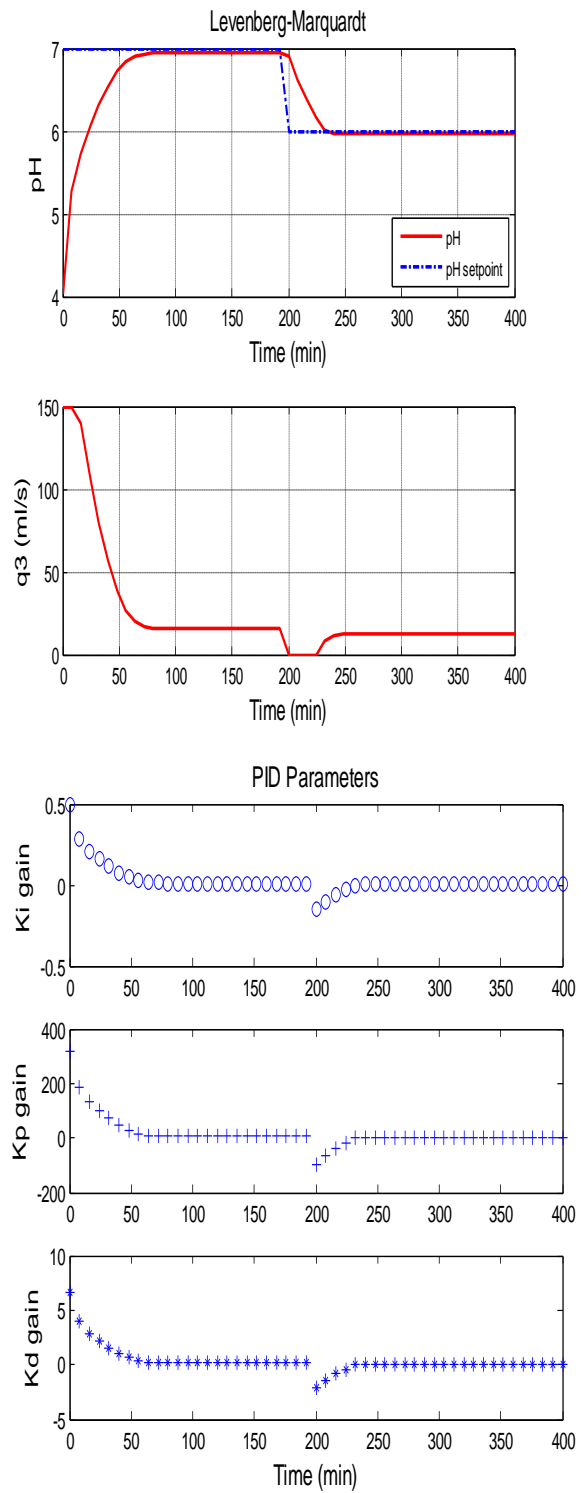 Levenberg-Marquardt
7
6
5
4
pH
pH
pH setpoint
0 50 100 150 200 250 300 350 400
Time (min)
150
100
50
0
q3 (ml/s)
0 50 100 150 200 250 300 350 400
Time (min)
PID Parameters
0.5
0
-0.5
Ki gain
0 50 100 150 200 250 300 350 400
400
200
0
-200
Kp gain
0 50 100 150 200 250 300 350 400
10
5
0
-5
Kd gain
0 50 100 150 200 250 300 350 400
Time (min)